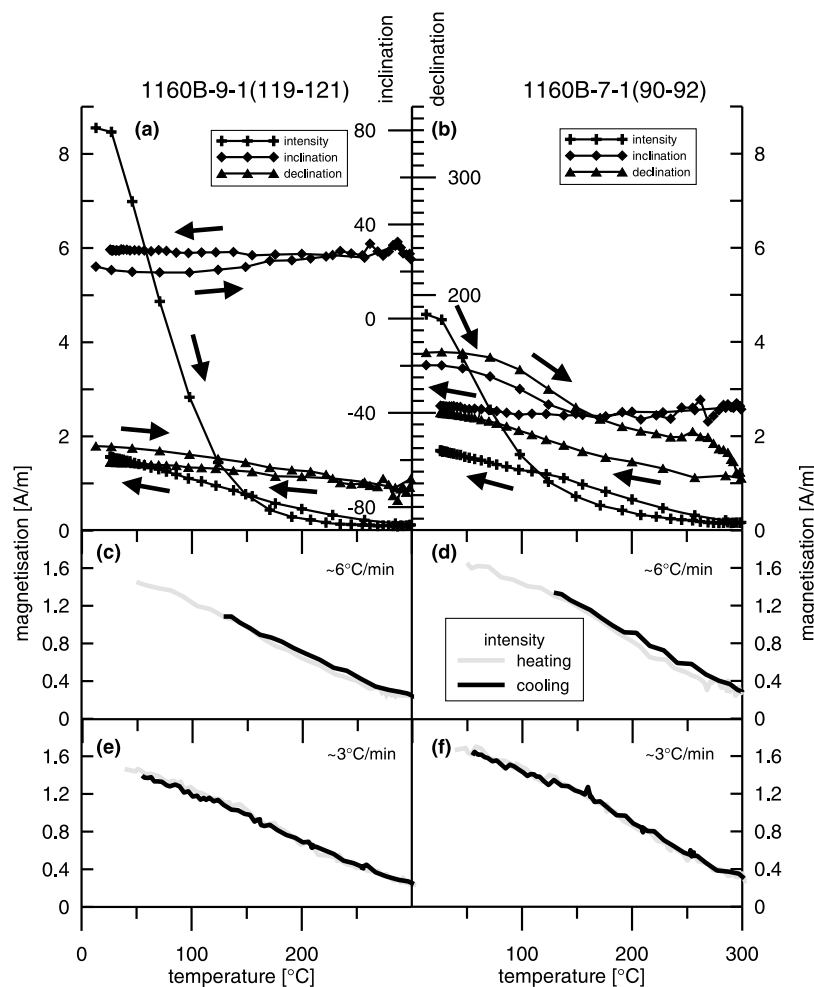 1160B-9-1(119-121)
inclination
declination
1160B-7-1(90-92)
(a)
intensity
inclination
declination
(b)
intensity
inclination
declination
8
6
4
2
0
80
40
0
-40
-80
300
200
8
6
4
2
0
magnetisation [A/m]
magnetisation [A/m]
(c)
~6°C/min
1.6
1.2
0.8
0.4
0
(d)
~6°C/min
intensity
heating
cooling
1.6
1.2
0.8
0.4
0
(e)
~3°C/min
1.6
1.2
0.8
0.4
0
(f)
~3°C/min
1.6
1.2
0.8
0.4
0
0 100 200
100 200 300
temperature [°C]
temperature [°C]